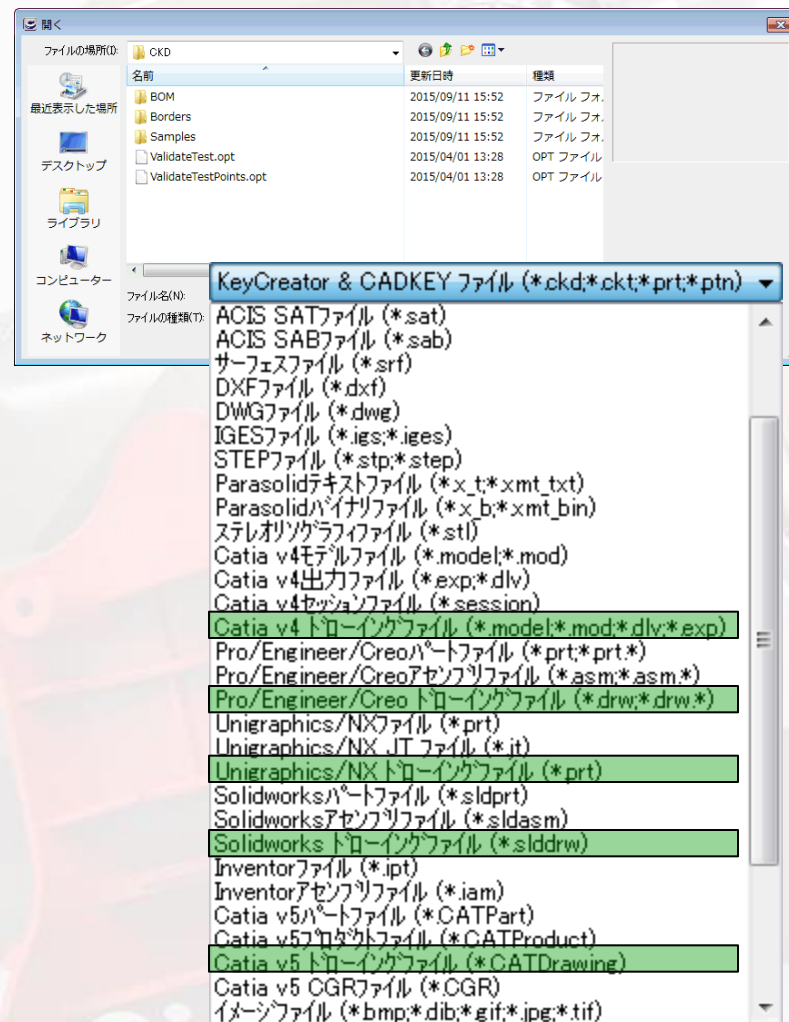 開く
ファイルの場所(I): CKD
名前 更新日時 種類
BOM 2015/09/11 15:52 ファイル フォ.
Borders 2015/09/11 15:52 ファイル フォ.
Samples 2015/09/11 15:52 ファイル フォ.
ValidateTest.opt 2015/04/01 13:28 OPT ファイル
ValidateTestPoints.opt 2015/04/01 13:28 OPT ファイル
最近表示した場所
デスクトップ
ライブラリ
コンピューター
ネットワーク
ファイル名(N):
ファイルの種類(T):
KeyCreator & CADKEY ファイル (*.ckd;*.ckt;*.prt;*.ptn)
ACIS SATファイル (*.sat)
ACIS SABファイル (*.sab)
サーフェスファイル (*.srf)
DXFファイル (*.dxf)
DWGファイル (*.dwg)
IGESファイル (*.igs;*.iges)
STEPファイル (*.stp;*.step)
Parasolidテキストファイル (*.x_t;*.xmt_txt)
Parasolidバイナリファイル (*.x_b;*.xmt_bin)
ステレオリソグラフィファイル (*.stl)
Catia v4モデルファイル (*.model;*.mod)
Catia v4出力ファイル (*.exp;*.dlv)
Catia v4セッションファイル (*.session)
Catia v4 ドローイングファイル (*.model;*.mod;*.dlv;*.exp)
Pro/Engineer/Creoパートファイル (*.prt;*.prt.*)
Pro/Engineer/Creoアセンブリファイル (*.asm;*.asm.*)
Pro/Engineer/Creo ドローイングファイル (*.drw;*.drw.*)
Unigraphics/NXファイル (*.prt)
Unigraphics/NX JT ファイル (*.jt)
Unigraphics/NX ドローイングファイル (*.prt)
Solidworksパートファイル (*.sldprt)
Solidworksアセンブリファイル (*.sldasm)
Solidworks ドローイングファイル (*.slddrw)
Inventorファイル (*.ipt)
Inventorアセンブリファイル (*.iam)
Catia v5パートファイル (*.CATPart)
Catia v5プロダクトファイル (*.CATProduct)
Catia v5 ドローイングファイル (*.CATDrawing)
Catia v5 CGRファイル (*.CGR)
イメージファイル (*.bmp;*.dib;*.gif;*.jpg;*.tif)